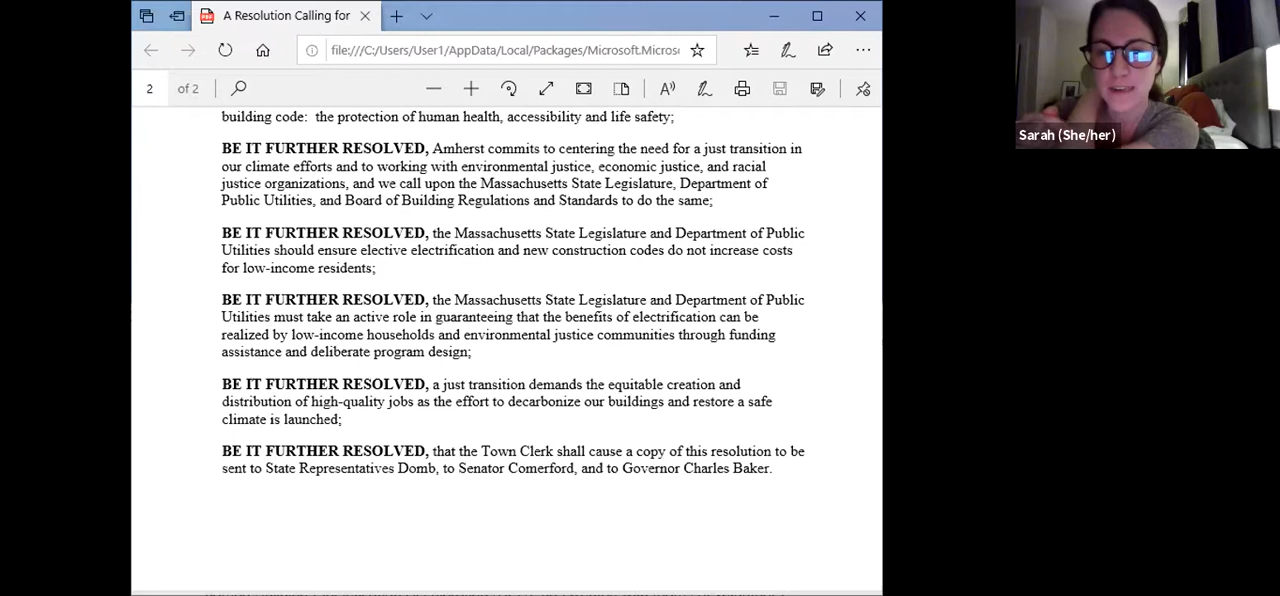 A Resolution Calling for
file:///C:/Users/User1/AppData/Local/Packages/Microsoft.Micros
2 of 2
building code:  the protection of human health, accessibility and life safety;
BE IT FURTHER RESOLVED, Amherst commits to centering the need for a just transition in
our climate efforts and to working with environmental justice, economic justice, and racial
justice organizations, and we call upon the Massachusetts State Legislature, Department of
Public Utilities, and Board of Building Regulations and Standards to do the same;
BE IT FURTHER RESOLVED, the Massachusetts State Legislature and Department of Public
Utilities should ensure elective electrification and new construction codes do not increase costs
for low-income residents;
BE IT FURTHER RESOLVED, the Massachusetts State Legislature and Department of Public
Utilities must take an active role in guaranteeing that the benefits of electrification can be
realized by low-income households and environmental justice communities through funding
assistance and deliberate program design;
BE IT FURTHER RESOLVED, a just transition demands the equitable creation and
distribution of high-quality jobs as the effort to decarbonize our buildings and restore a safe
climate is launched;
BE IT FURTHER RESOLVED, that the Town Clerk shall cause a copy of this resolution to be
sent to State Representatives Domb, to Senator Comerford, and to Governor Charles Baker.
Sarah (She/her)